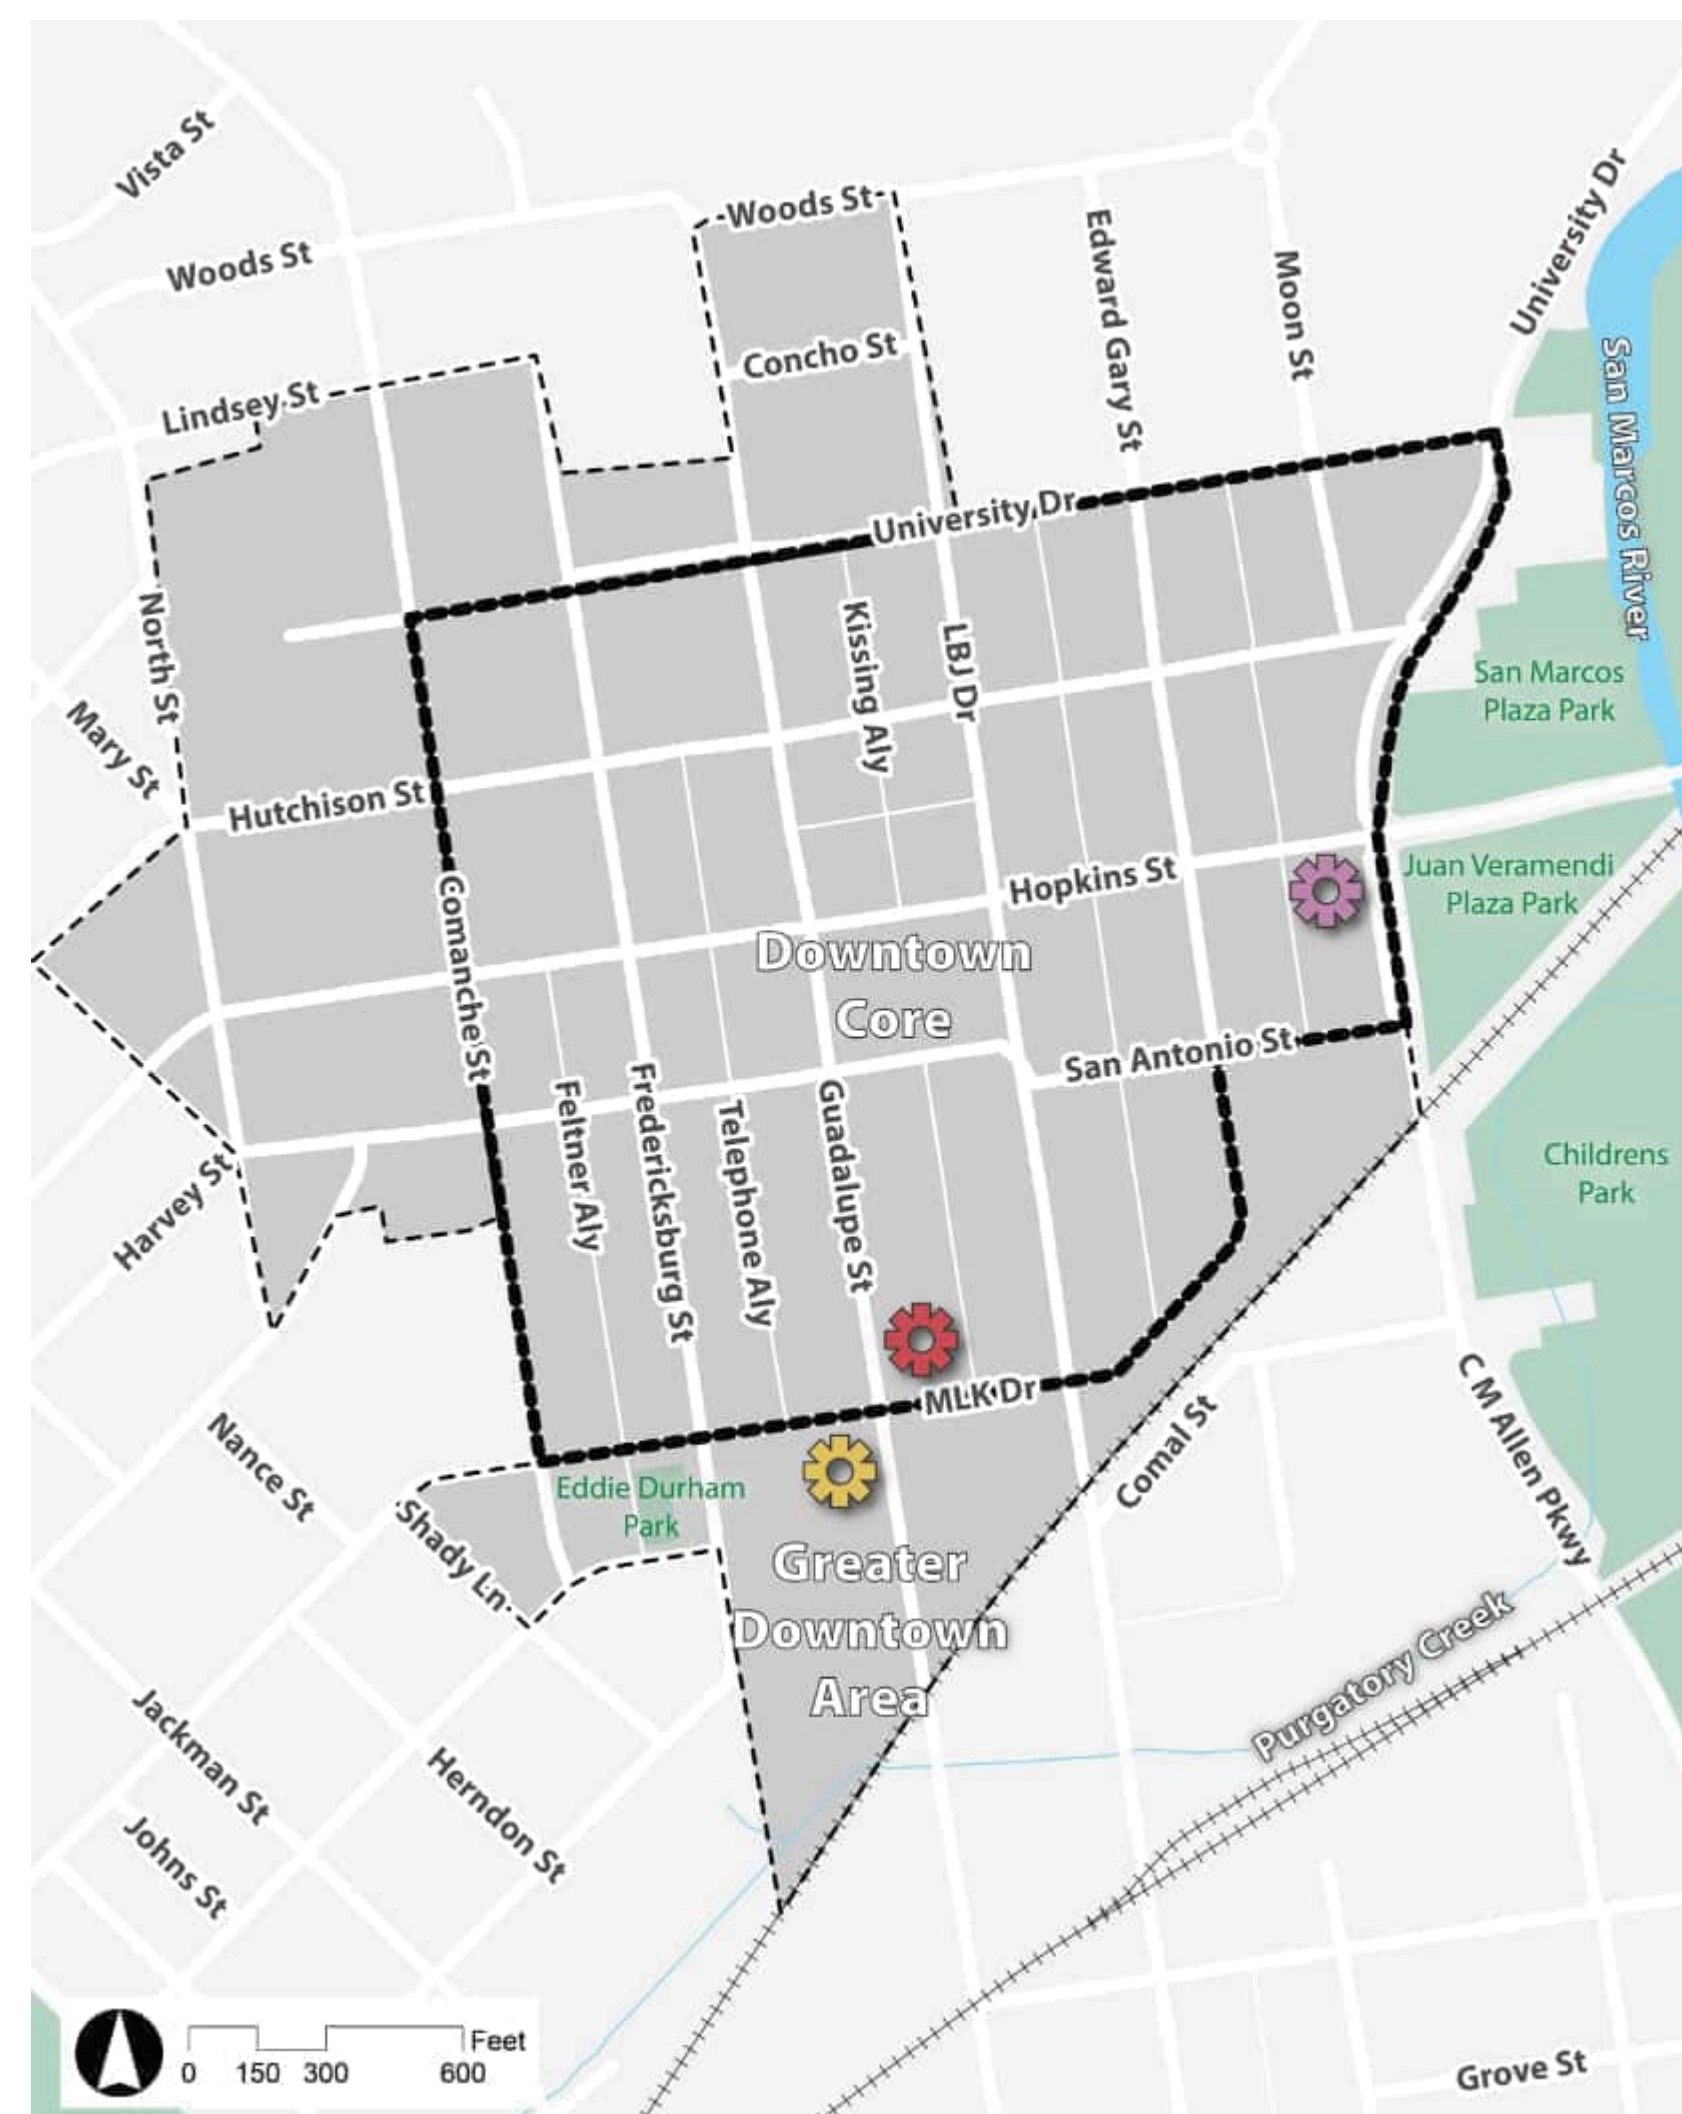 Vista St
Woods St
Woods St
Lindsey St
Concho St
Edward Gary St
Moon St
University Dr
San Marcos River
University Dr
North St
Mary St
Kissing Aly
LBJ Dr
San Marcos
Plaza Park
Hutchison St
Hopkins St
Juan Veramendi
Plaza Park
Comanche St
Downtown
Core
San Antonio St
Feltner Aly
Fredericksburg St
Telephone Aly
Guadalupe St
Harvey St
Childrens
Park
MLK Dr
C M Allen Pkwy
Comal St
Nance St
Shady Ln
Eddie Durham
Park
Greater
Downtown
Area
Purgatory Creek
Jackman St
Herndon St
Johns St
Feet
0 150 300 600
Grove St